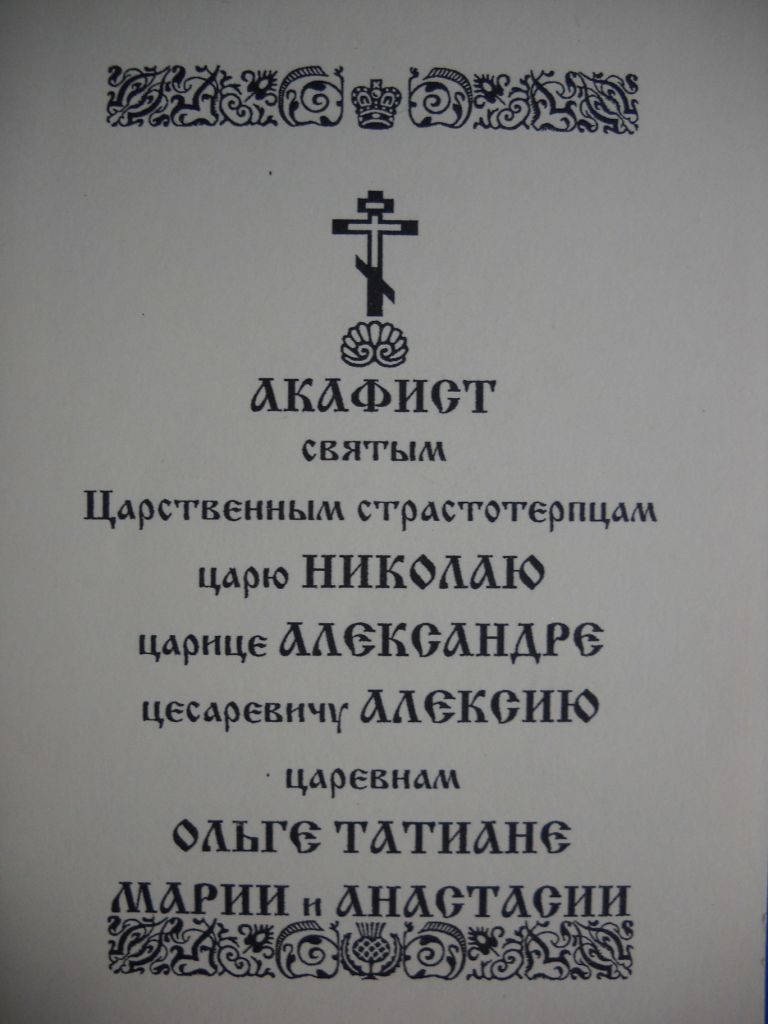 АКАФИСТ
святым
Царственным страстотерпцам
царю НИКОЛАЮ
царице АЛЕКСАНДРЕ
цесаревичу АЛЕКСИЮ
царевнам
ОЛЬГЕ ТАТИАНЕ
МАРИИ и АНАСТАСИИ